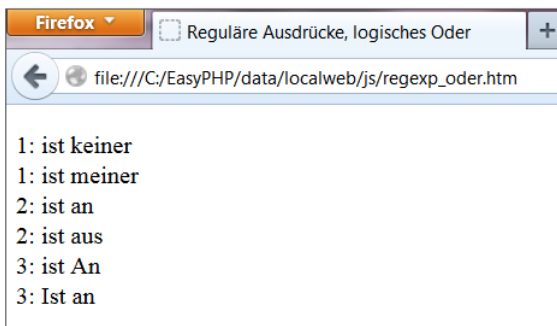 Firefox
Reguläre Ausdrücke, logisches Oder
file:///C:/EasyPHP/data/localweb/js/regexp_oder.htm
1: ist keiner
1: ist meiner
2: ist an
2: ist aus
3: ist An
3: Ist an